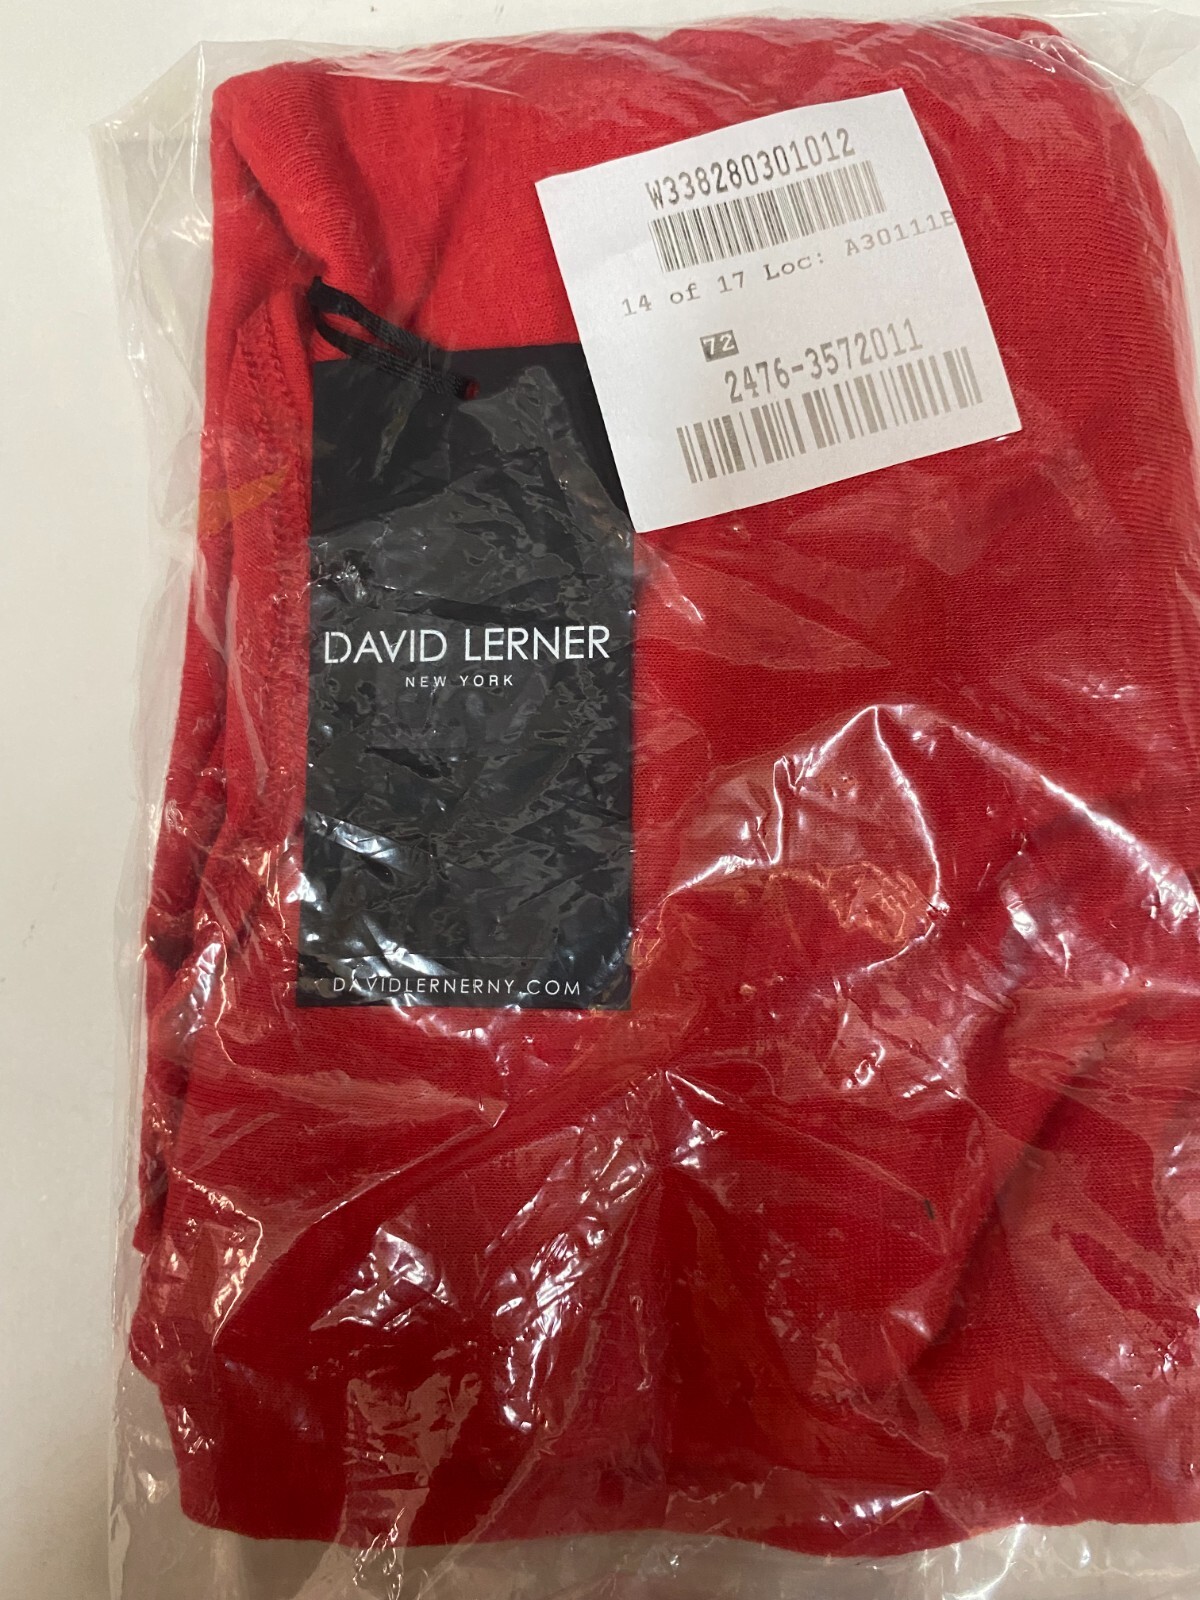 W338280301012
14 of 17 Loc: A30111B
72
2476-3572011
DAVID LERNER
NEW YORK
DAVIDLERNERNY.COM